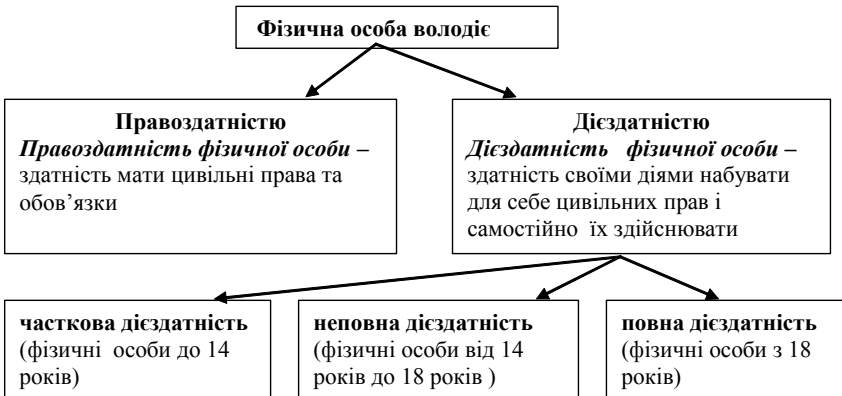 Фізична особа володіє
Правоздатністю
Правоздатність фізичної особи –
здатність мати цивільні права та
обов’язки
Дієздатністю
Дієздатність фізичної особи –
здатність своїми діями набувати
для себе цивільних прав і
самостійно їх здійснювати
часткова дієздатність
(фізичні особи до 14
років)
неповна дієздатність
(фізичні особи від 14
років до 18 років )
повна дієздатність
(фізичні особи з 18
років)